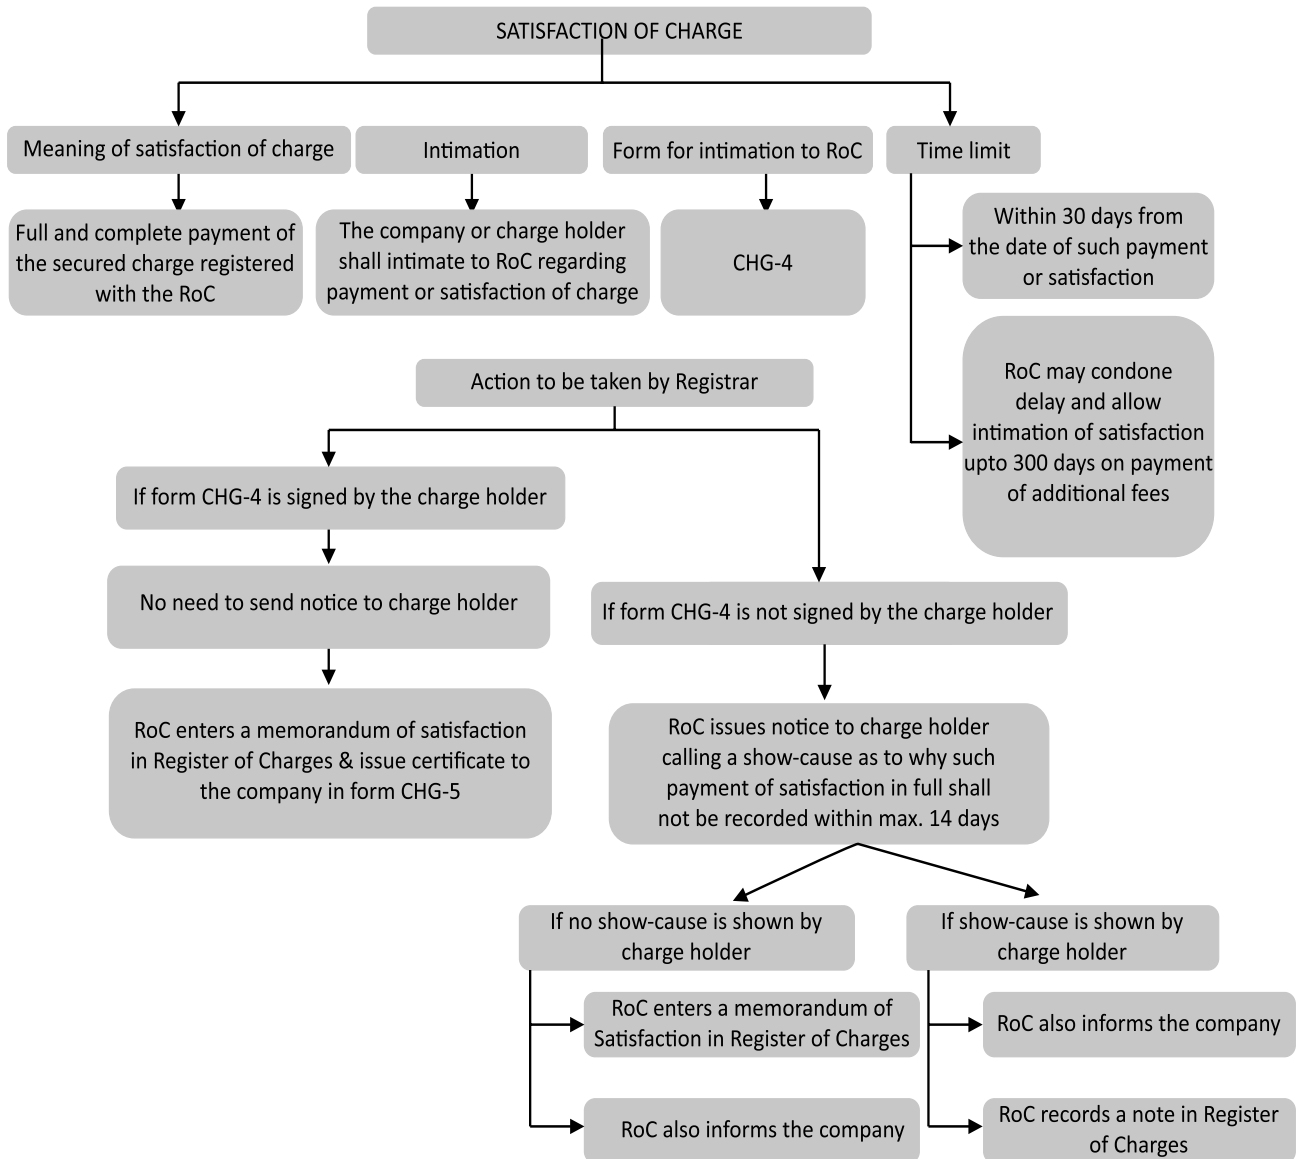 SATISFACTION OF CHARGE
Meaning of satisfaction of charge
Intimation
Form for intimation to RoC
Time limit
Full and complete payment of
the secured charge registered
with the RoC
The company or charge holder
shall intimate to RoC regarding
payment or satisfaction of charge
CHG-4
Within 30 days from
the date of such payment
or satisfaction
RoC may condone
delay and allow
intimation of satisfaction
upto 300 days on payment
of additional fees
Action to be taken by Registrar
If form CHG-4 is signed by the charge holder
No need to send notice to charge holder
RoC enters a memorandum of satisfaction
in Register of Charges & issue certificate to
the company in form CHG-5
If form CHG-4 is not signed by the charge holder
RoC issues notice to charge holder
calling a show-cause as to why such
payment of satisfaction in full shall
not be recorded within max. 14 days
If no show-cause is shown by
charge holder
RoC enters a memorandum of
Satisfaction in Register of Charges
RoC also informs the company
If show-cause is shown by
charge holder
RoC also informs the company
RoC records a note in Register
of Charges